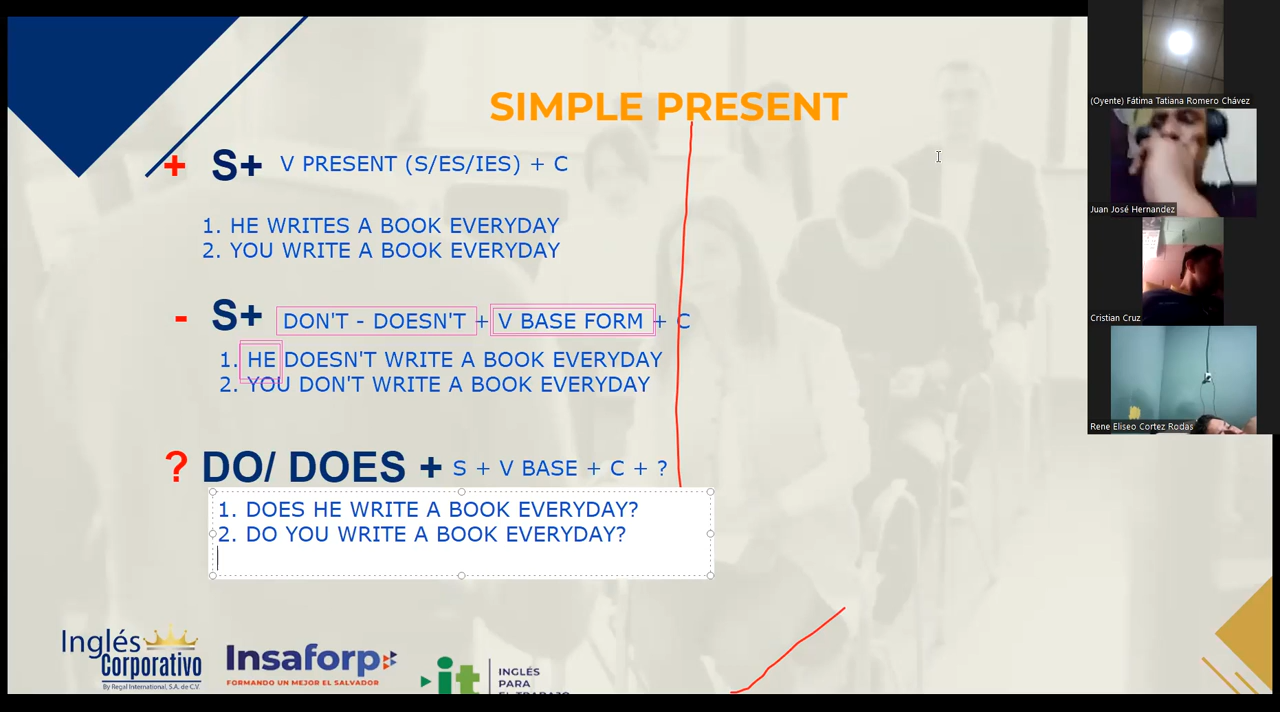 SIMPLE PRESENT
+ S+ V PRESENT (S/ES/IES) + C
1. HE WRITES A BOOK EVERYDAY
2. YOU WRITE A BOOK EVERYDAY
- S+ DON'T - DOESN'T + V BASE FORM + C
1. HE DOESN'T WRITE A BOOK EVERYDAY
2. YOU DON'T WRITE A BOOK EVERYDAY
? DO/ DOES + S + V BASE + C + ?
1. DOES HE WRITE A BOOK EVERYDAY?
2. DO YOU WRITE A BOOK EVERYDAY?
Inglés
Corporativo
By Regal International, S.A. de C.V.
Insaforp
FORMANDO UN MEJOR EL SALVADOR
it
INGLÉS
PARA
EL TRABAJO
(Oyente) Fátima Tatiana Romero Chávez
Juan José Hernandez
Cristian Cruz
Rene Eliseo Cortez Rodas